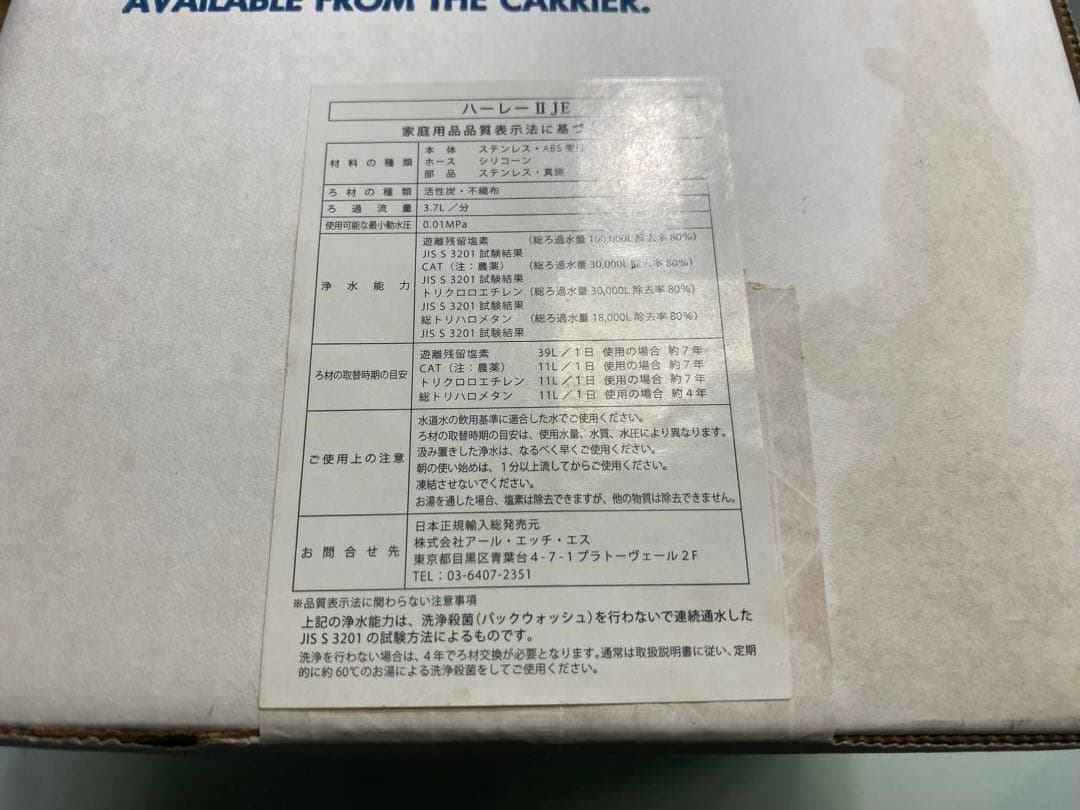 AVAILABLE FROM THE CARRIER.
ハーレーⅡ JE
家庭用品品質表示法に基づ
材料の種類
本 体 ステンレス・ABS
ホース シリコーン
部 品 ステンレス・真鍮
ろ材の種類 活性炭・不織布
ろ過流量 3.7L/分
使用可能な最小動水圧 0.01MPa
浄水能力
遊離残留塩素 (総ろ過水量 100,000L 除去率 80%)
JIS S 3201 試験結果
CAT(注:農薬) (総ろ過水量 30,000L 除去率 80%)
JIS S 3201 試験結果
トリクロロエチレン (総ろ過水量 30,000L 除去率 80%)
JIS S 3201 試験結果
総トリハロメタン (総ろ過水量 18,000L 除去率 80%)
JIS S 3201 試験結果
ろ材の取替時期の目安
遊離残留塩素 39L/1日 使用の場合 約7年
CAT(注:農薬) 11L/1日 使用の場合 約7年
トリクロロエチレン 11L/1日 使用の場合 約7年
総トリハロメタン 11L/1日 使用の場合 約4年
ご使用上の注意
水道水の飲用基準に適合した水でご使用ください。
ろ材の取替時期の目安は、使用水量、水質、水圧により異なります。
汲み置きした浄水は、なるべく早くご使用ください。
朝の使い始めは、1分以上流してからご使用ください。
凍結させないでください。
お湯を通した場合、塩素は除去できますが、他の物質は除去できません。
お問合せ先
日本正規輸入総発売元
株式会社アール・エッチ・エス
東京都目黒区青葉台4-7-1プラトーヴェール2F
TEL:03-6407-2351
※品質表示法に関わらない注意事項
上記の浄水能力は、洗浄殺菌(バックウォッシュ)を行わないで連続通水した
JIS S 3201 の試験方法によるものです。
洗浄を行わない場合は、4年でろ材交換が必要となります。通常は取扱説明書に従い、定期
的に約60℃のお湯による洗浄殺菌をしてご使用ください。